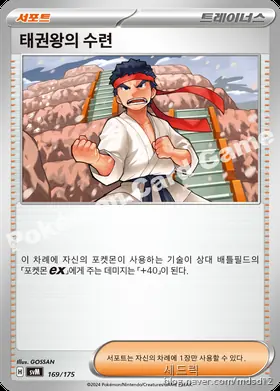 서포트 트레이너스
태권왕의 수련
Pokémon Card Game
이 차례에 자신의 포켓몬이 사용하는 기술이 상대 배틀필드의
「포켓몬 ex」에게 주는 데미지는 「+40」이 된다.
Illus. GOSSAN
H svM 169/175
서포트는 자신의 차례에 1장만 사용할 수 있다.
세드릭
©2024 Pokémon/Nintendo/Creatures/GAME FREAK